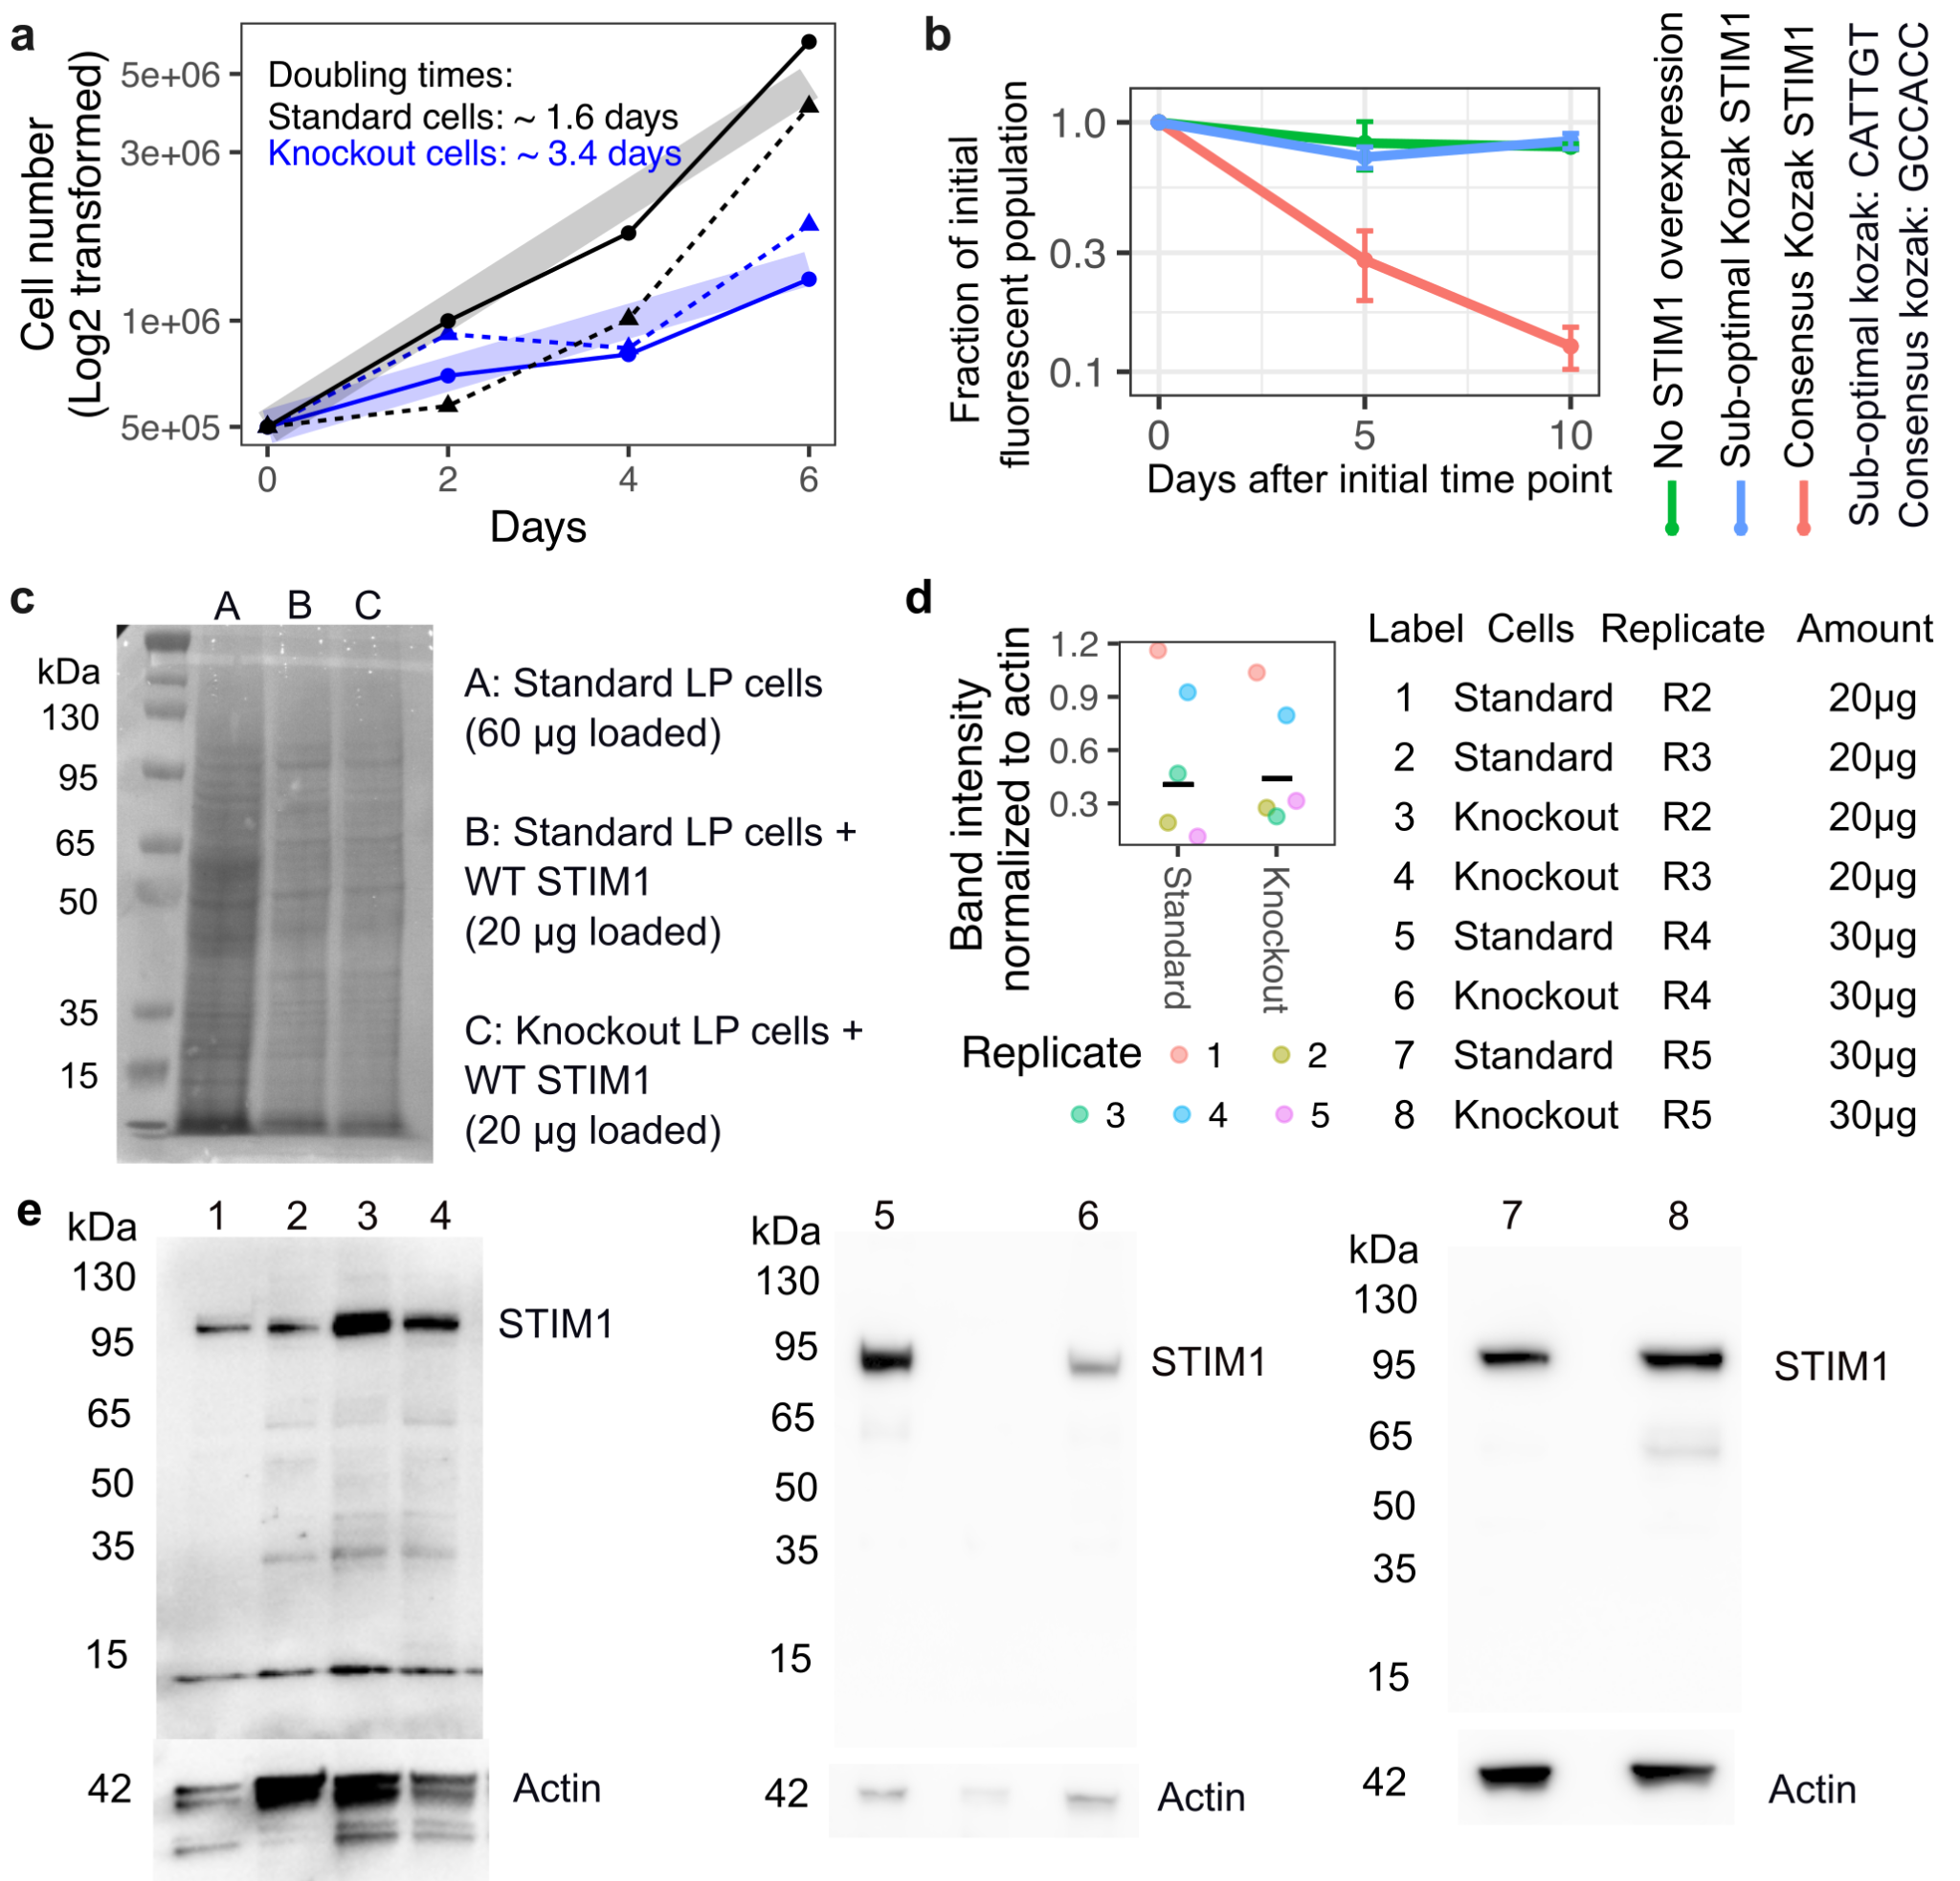 a
Cell number
(Log2 transformed)
5e+06
3e+06
1e+06
5e+05
Doubling times:
Standard cells: ~ 1.6 days
Knockout cells: ~ 3.4 days
0 2 4 6
Days
b
Fraction of initial
fluorescent population
1.0
0.3
0.1
0 5 10
Days after initial time point
No STIM1 overexpression
Sub-optimal Kozak STIM1
Consensus Kozak STIM1
Sub-optimal kozak: CATTGT
Consensus kozak: GCCACC
c
A B C
kDa
130
95
65
50
35
15
A: Standard LP cells
(60 µg loaded)
B: Standard LP cells +
WT STIM1
(20 µg loaded)
C: Knockout LP cells +
WT STIM1
(20 µg loaded)
d
Band intensity
normalized to actin
1.2
0.9
0.6
0.3
Standard
Knockout
Replicate 1 2
3 4 5
Label Cells Replicate Amount
1 Standard R2 20µg
2 Standard R3 20µg
3 Knockout R2 20µg
4 Knockout R3 20µg
5 Standard R4 30µg
6 Knockout R4 30µg
7 Standard R5 30µg
8 Knockout R5 30µg
e
kDa
1 2 3 4
130
95
65
50
35
15
42
STIM1
Actin
kDa
5 6
130
95
65
50
35
15
42
STIM1
Actin
kDa
7 8
130
95
65
50
35
15
42
STIM1
Actin